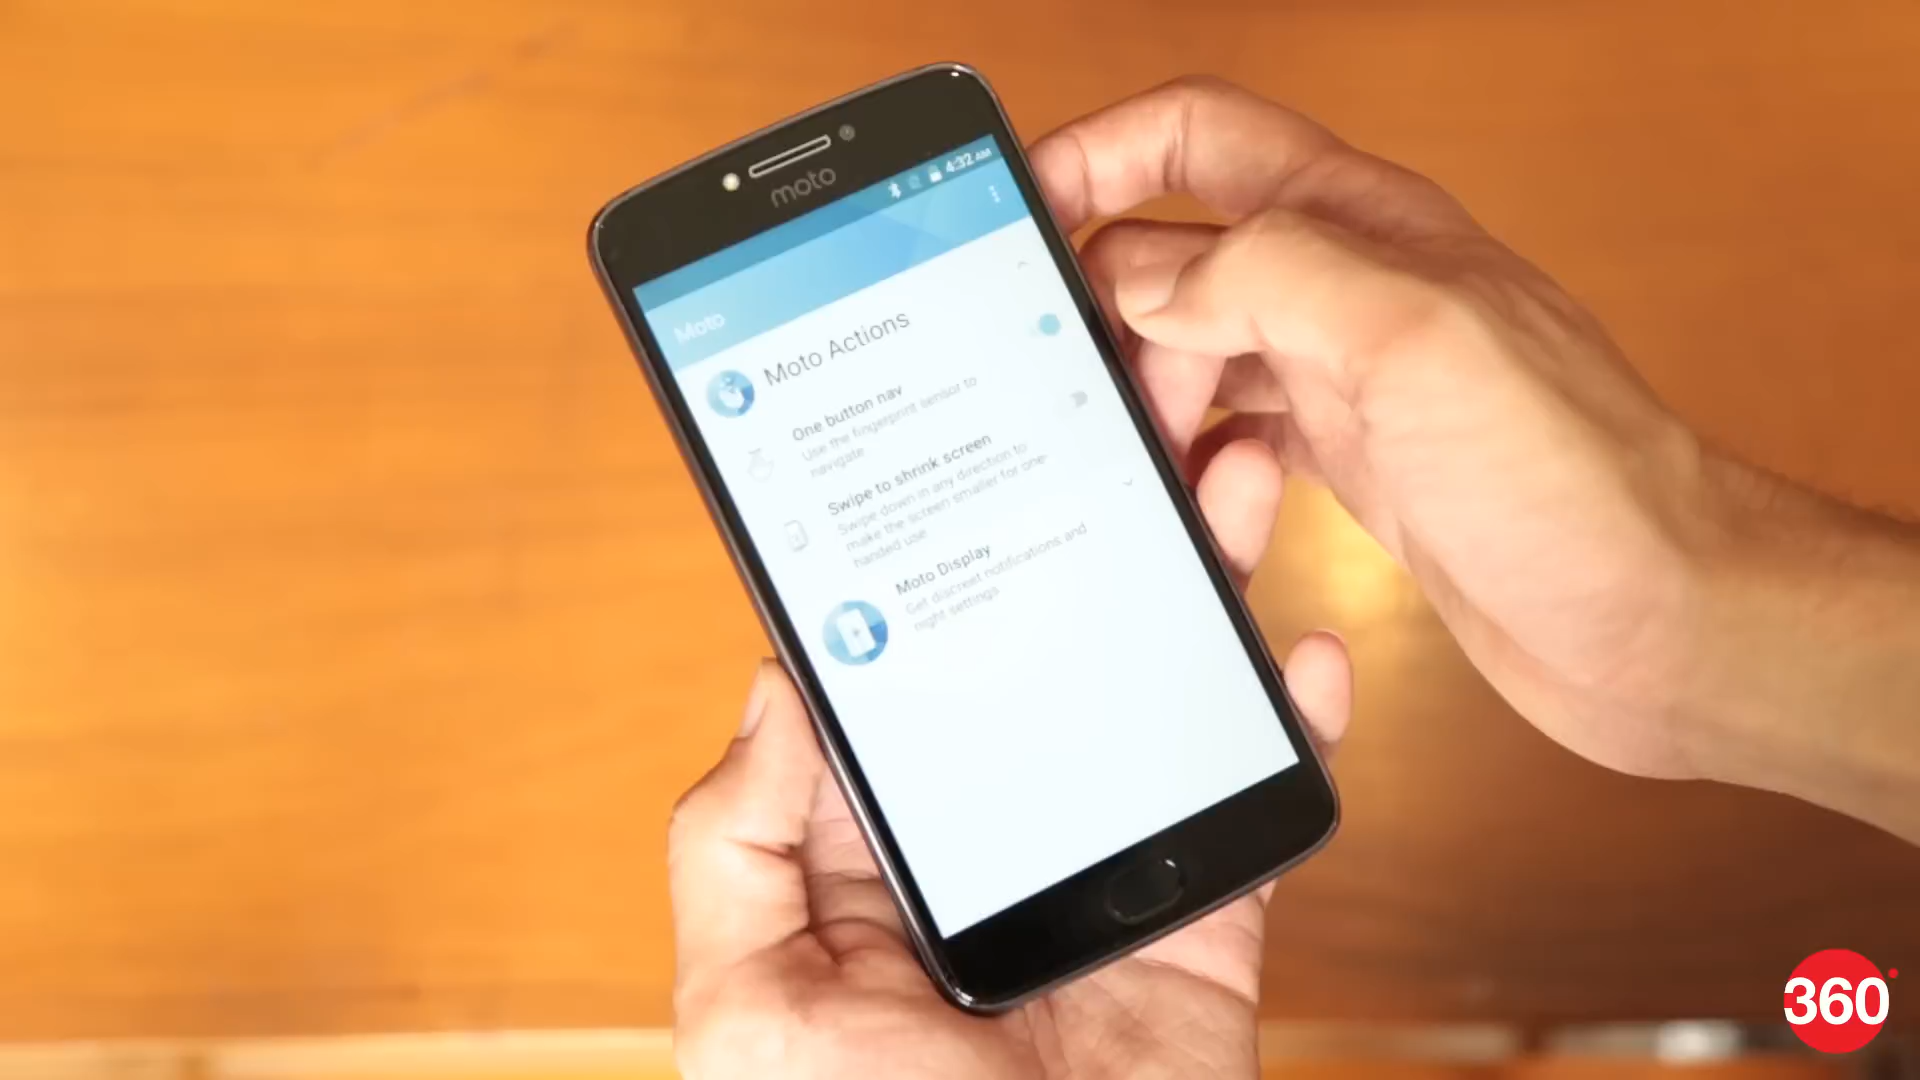 moto
4:32 AM
Moto
Moto Actions
One button nav
Use the fingerprint sensor to
navigate
Swipe to shrink screen
Swipe down in any direction to
make the screen smaller for one-
handed use
Moto Display
Get discreet notifications and
night settings
360